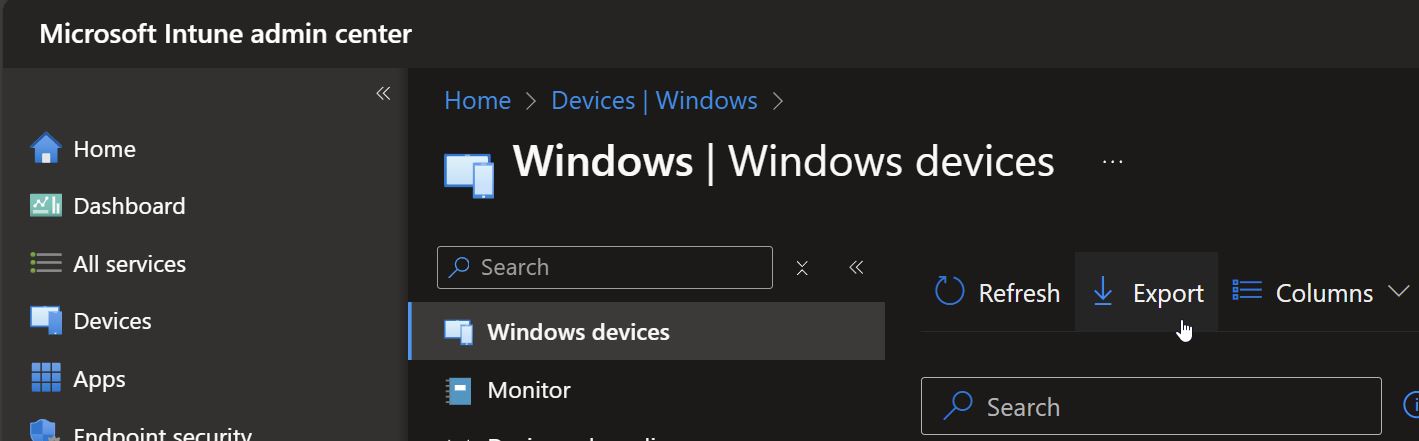 Microsoft Intune admin center
Home > Devices | Windows >
Windows | Windows devices ...
Home
Dashboard
All services
Devices
Apps
Endpoint security
Search
Windows devices
Monitor
Refresh
Export
Columns
Search